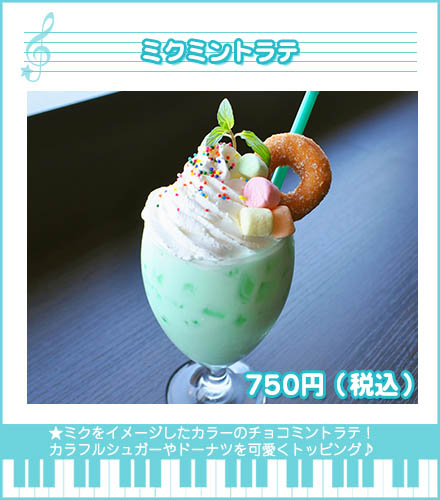 ミクミントラテ
750円（税込）
★ミクをイメージしたカラーのチョコミントラテ！
カラフルシュガーやドーナツを可愛くトッピング♪